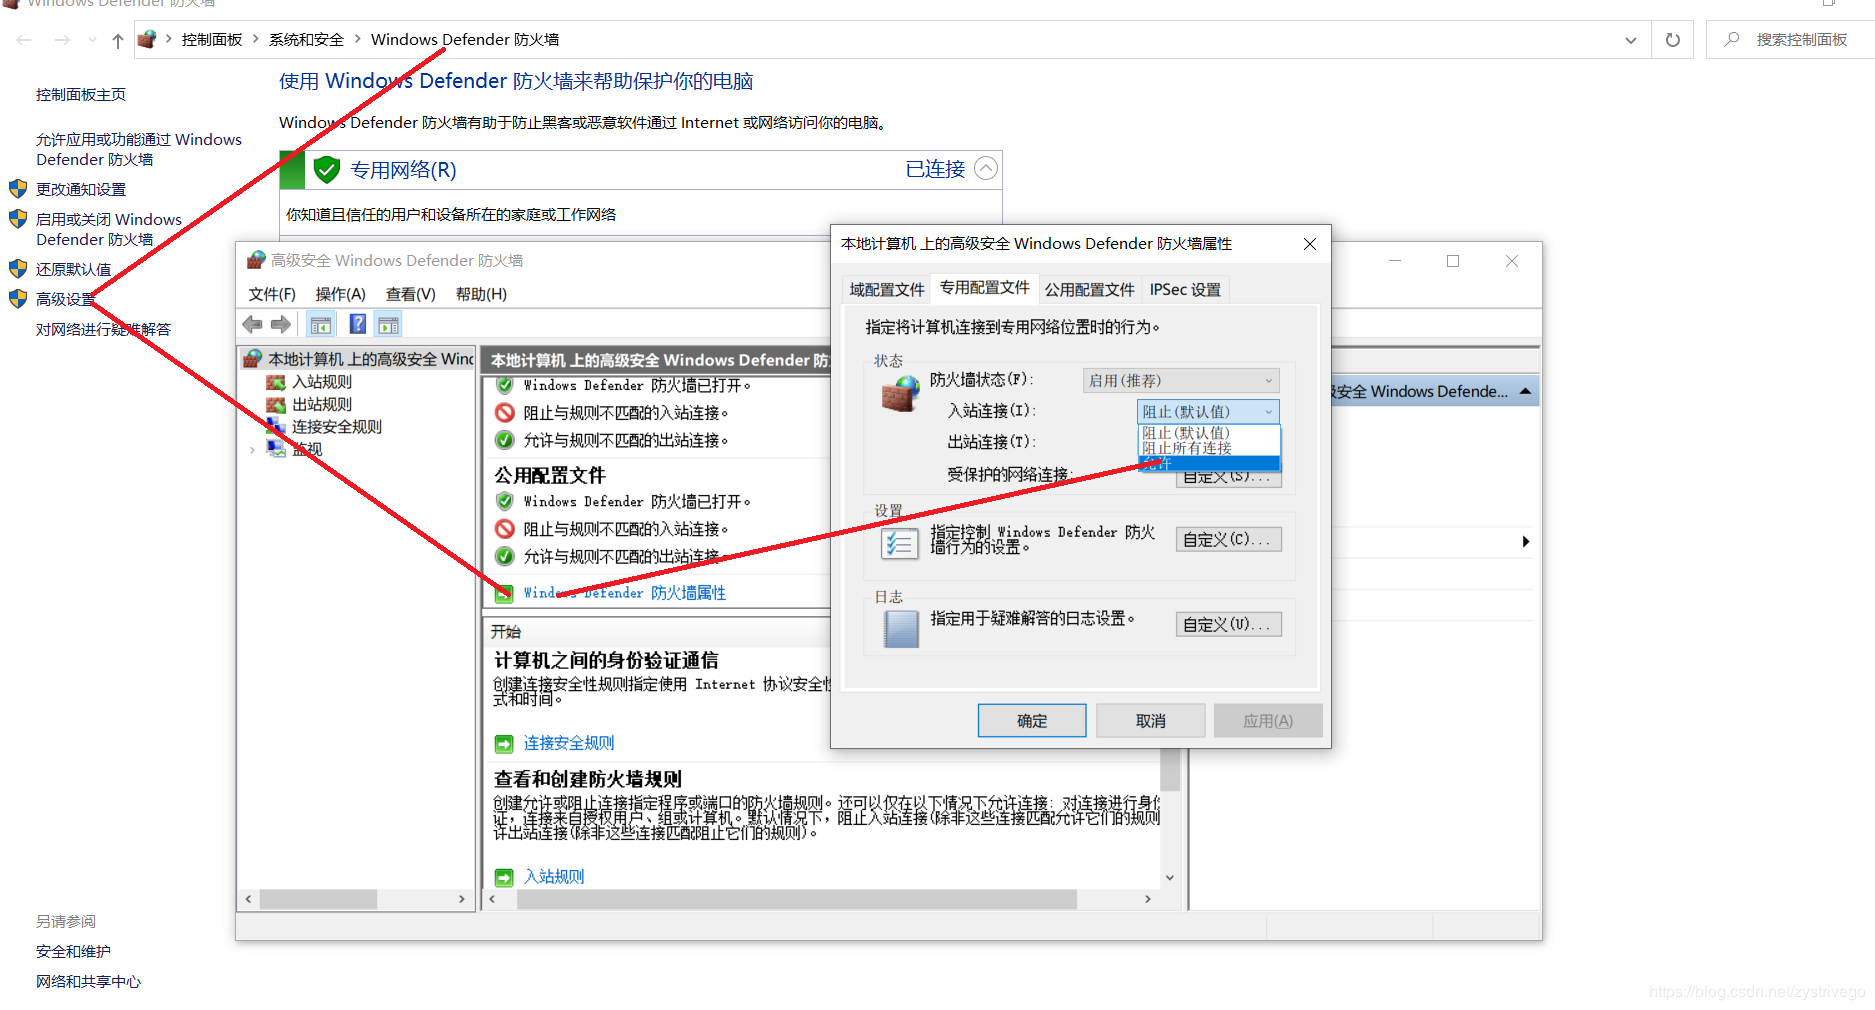 Windows Defender 防火墙
控制面板 > 系统和安全 > Windows Defender 防火墙
搜索控制面板
控制面板主页
允许应用或功能通过 Windows
Defender 防火墙
更改通知设置
启用或关闭 Windows
Defender 防火墙
还原默认值
高级设置
对网络进行疑难解答
使用 Windows Defender 防火墙来帮助保护你的电脑
Windows Defender 防火墙有助于防止黑客或恶意软件通过 Internet 或网络访问你的电脑。
专用网络(R)
已连接
你知道且信任的用户和设备所在的家庭或工作网络
高级安全 Windows Defender 防火墙
文件(F) 操作(A) 查看(V) 帮助(H)
本地计算机 上的高级安全 Winc
入站规则
出站规则
连接安全规则
监视
本地计算机 上的高级安全 Windows Defender 防
Windows Defender 防火墙已打开。
阻止与规则不匹配的入站连接。
允许与规则不匹配的出站连接。
公用配置文件
Windows Defender 防火墙已打开。
阻止与规则不匹配的入站连接。
允许与规则不匹配的出站连接。
Windows Defender 防火墙属性
开始
计算机之间的身份验证通信
创建连接安全性规则指定使用 Internet 协议安全性
式和时间。
连接安全规则
查看和创建防火墙规则
创建允许或阻止连接指定程序或端口的防火墙规则。还可以仅在以下情况下允许连接: 对连接进行身份
证，连接来自授权用户、组或计算机。默认情况下，阻止入站连接(除非这些连接匹配允许它们的规则
许出站连接(除非这些连接匹配阻止它们的规则)。
入站规则
安全 Windows Defende...
本地计算机 上的高级安全 Windows Defender 防火墙属性
域配置文件 专用配置文件 公用配置文件 IPSec 设置
指定将计算机连接到专用网络位置时的行为。
状态
防火墙状态(F):
启用(推荐)
入站连接(I):
阻止(默认值)
阻止(默认值)
阻止所有连接
允许
出站连接(T):
受保护的网络连接:
自定义(S)...
设置
指定控制 Windows Defender 防火
墙行为的设置。
自定义(C)...
日志
指定用于疑难解答的日志设置。
自定义(U)...
确定
取消
应用(A)
另请参阅
安全和维护
网络和共享中心
https://blog.csdn.net/zystrivego